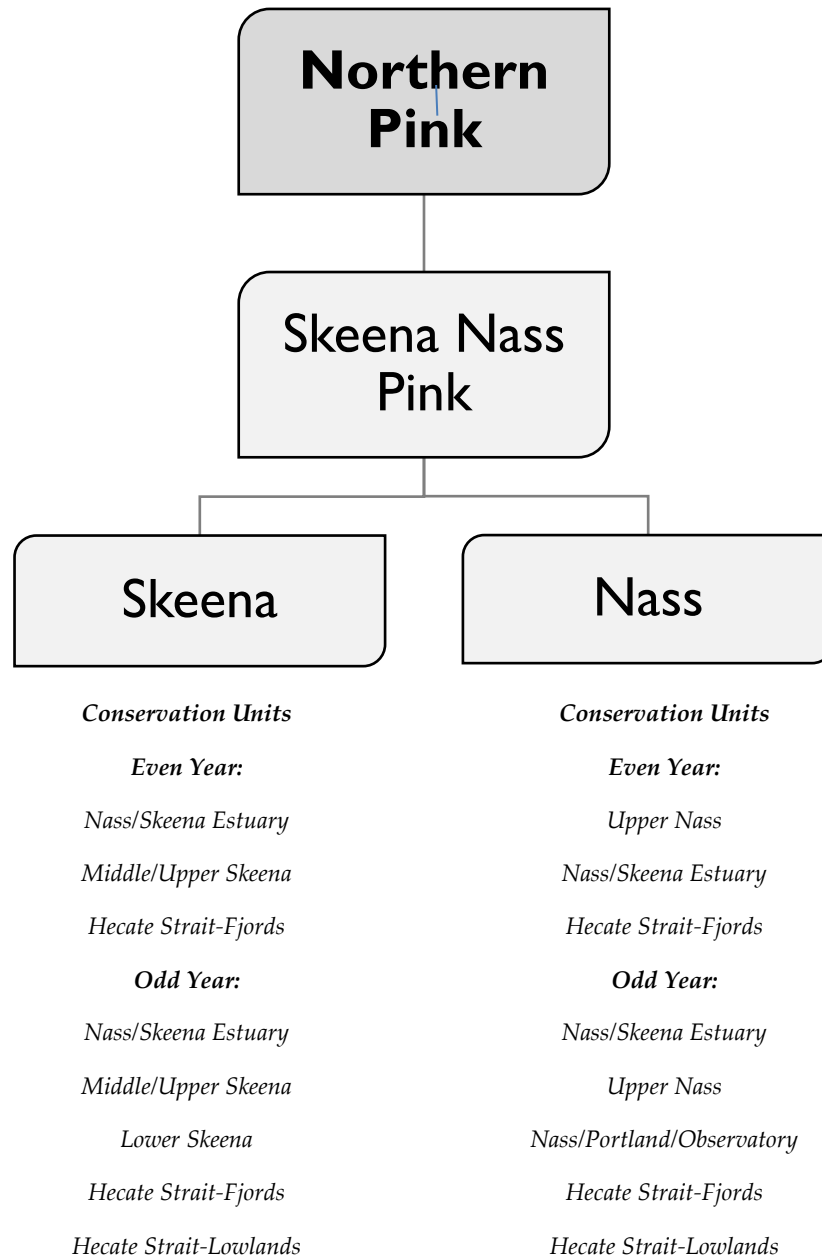 Northern
Pink
Skeena Nass
Pink
Skeena
Nass
Conservation Units
Even Year:
Nass/Skeena Estuary
Middle/Upper Skeena
Hecate Strait-Fjords
Odd Year:
Nass/Skeena Estuary
Middle/Upper Skeena
Lower Skeena
Hecate Strait-Fjords
Hecate Strait-Lowlands
Conservation Units
Even Year:
Upper Nass
Nass/Skeena Estuary
Hecate Strait-Fjords
Odd Year:
Nass/Skeena Estuary
Upper Nass
Nass/Portland/Observatory
Hecate Strait-Fjords
Hecate Strait-Lowlands